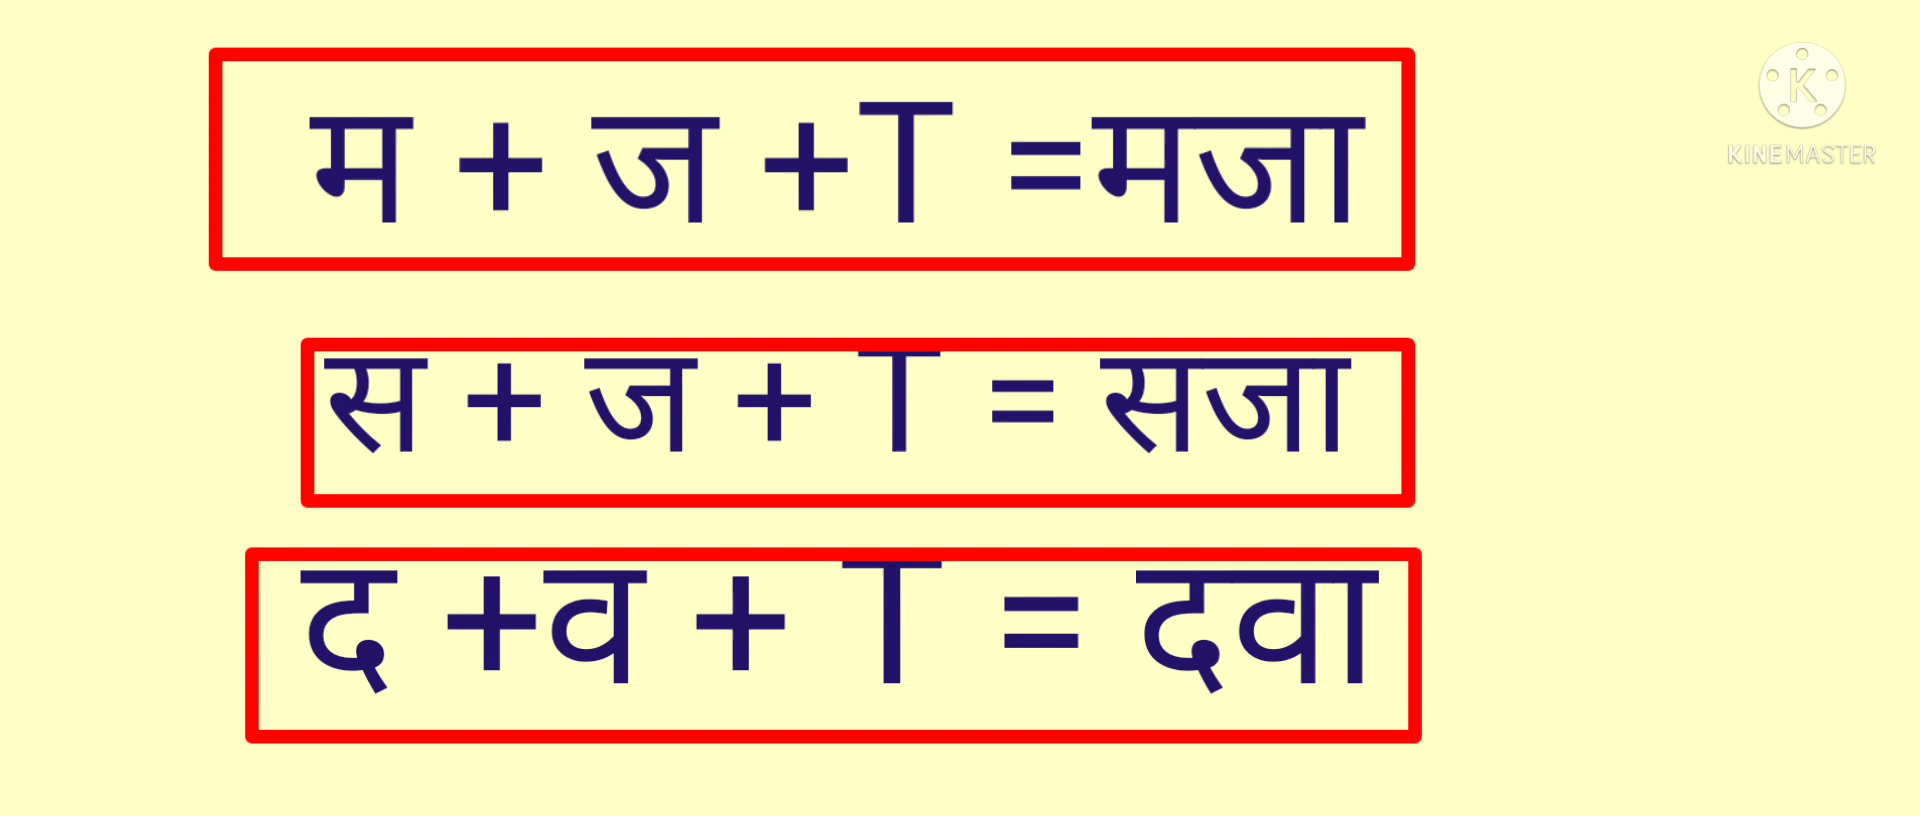 म + ज +T =मजा
K
KINEMASTER
स + ज + T = सजा
द +व + T = दवा